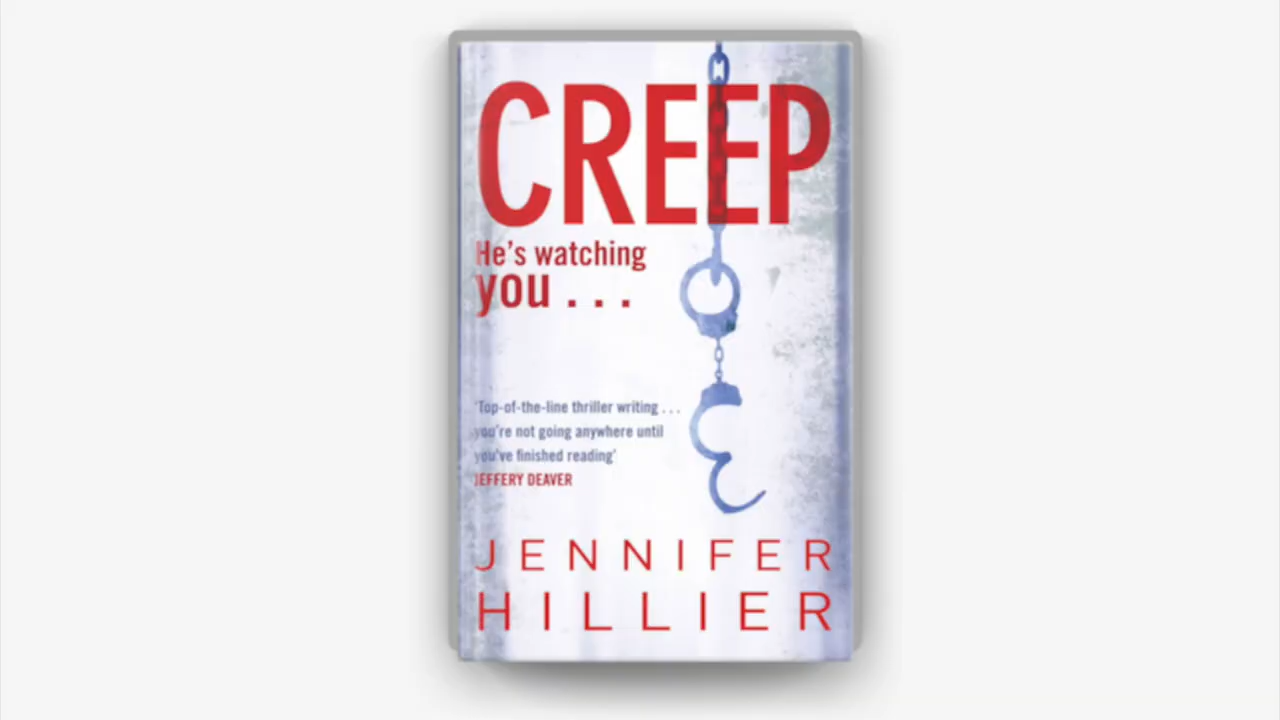 CREEP
He's watching
you . . .
'Top-of-the-line thriller writing . . .
you're not going anywhere until
you've finished reading'
JEFFERY DEAVER
JENNIFER
HILLIER